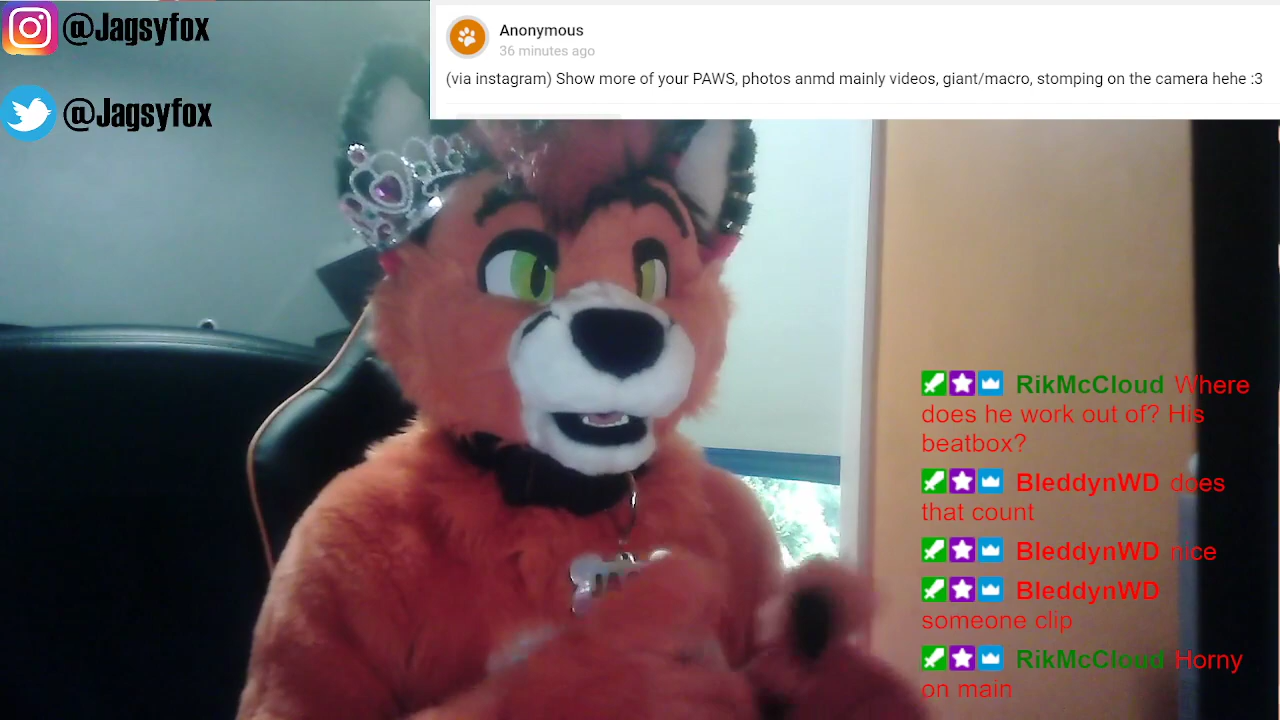 @Jagsyfox
@Jagsyfox
Anonymous
36 minutes ago
(via instagram) Show more of your PAWS, photos anmd mainly videos, giant/macro, stomping on the camera hehe :3
RikMcCloud Where
does he work out of? His
beatbox?
BleddynWD does
that count
BleddynWD nice
BleddynWD
someone clip
RikMcCloud Horny
on main